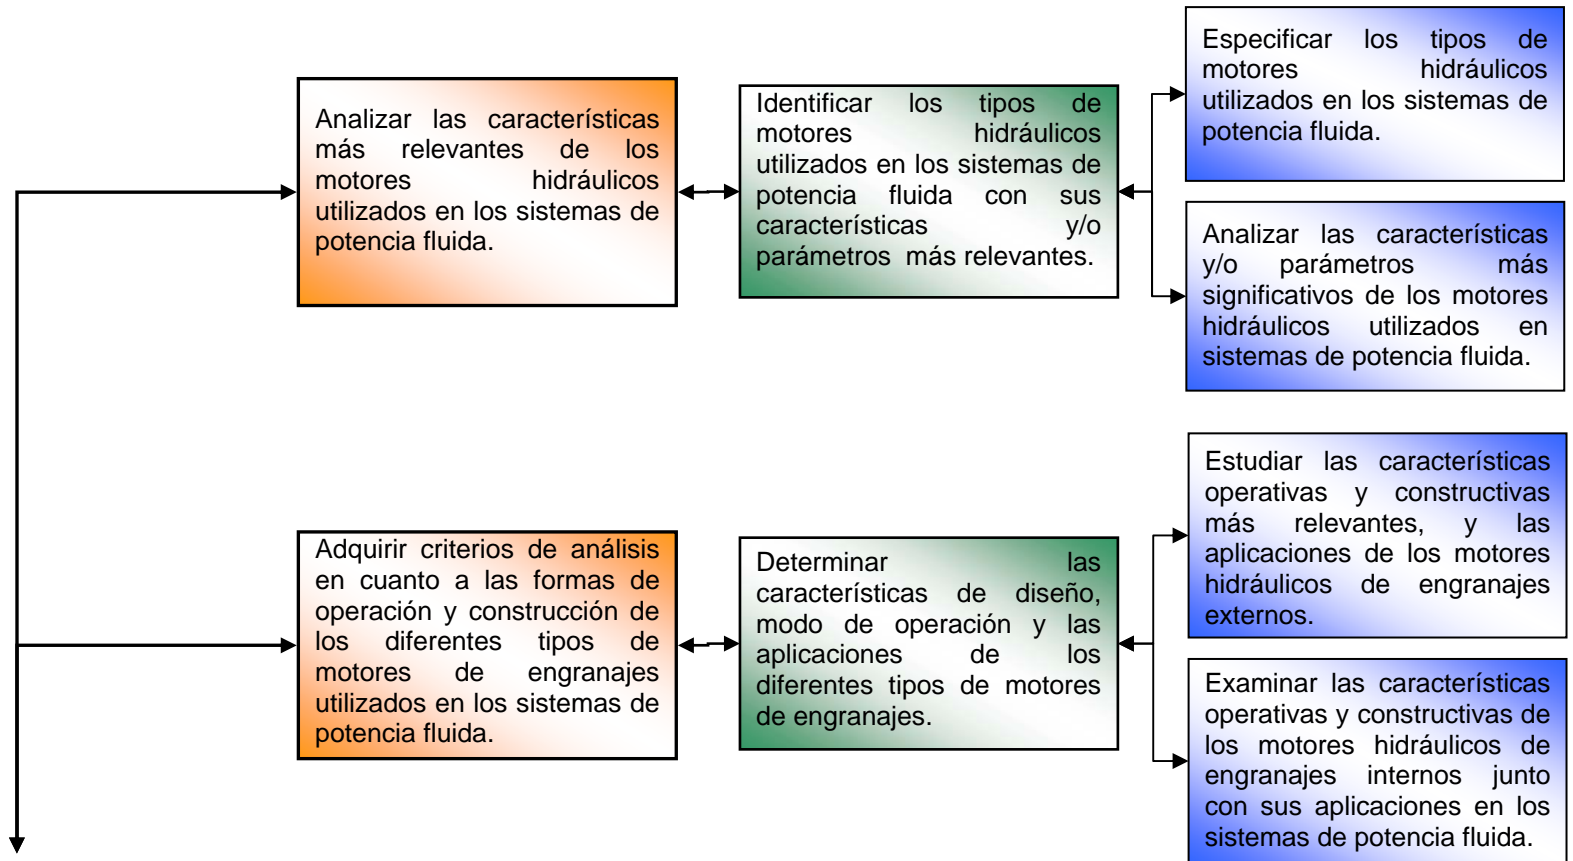 Analizar las características
más relevantes de los
motores hidráulicos
utilizados en los sistemas de
potencia fluida.
Identificar los tipos de
motores hidráulicos
utilizados en los sistemas de
potencia fluida con sus
características y/o
parámetros más relevantes.
Especificar los tipos de
motores hidráulicos
utilizados en los sistemas de
potencia fluida.
Analizar las características
y/o parámetros más
significativos de los motores
hidráulicos utilizados en
sistemas de potencia fluida.
Adquirir criterios de análisis
en cuanto a las formas de
operación y construcción de
los diferentes tipos de
motores de engranajes
utilizados en los sistemas de
potencia fluida.
Determinar las
características de diseño,
modo de operación y las
aplicaciones de los
diferentes tipos de motores
de engranajes.
Estudiar las características
operativas y constructivas
más relevantes, y las
aplicaciones de los motores
hidráulicos de engranajes
externos.
Examinar las características
operativas y constructivas de
los motores hidráulicos de
engranajes internos junto
con sus aplicaciones en los
sistemas de potencia fluida.